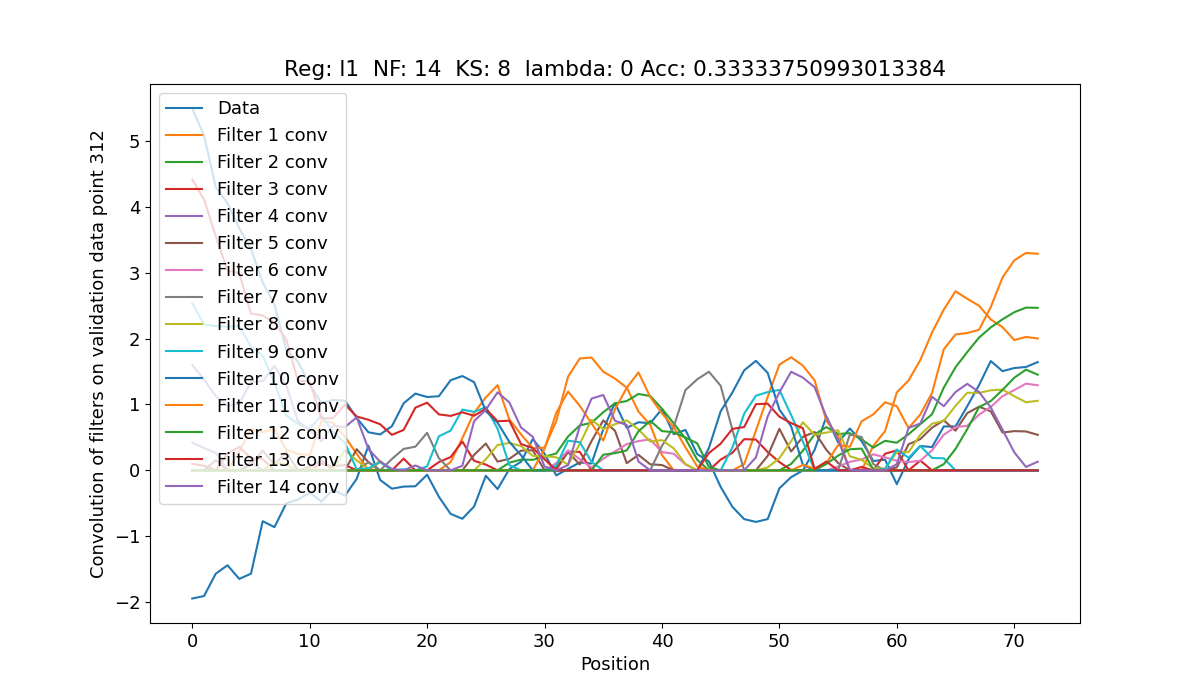 Reg: l1  NF: 14  KS: 8  lambda: 0 Acc: 0.33333750993013384
Convolution of filters on validation data point 312
5
4
3
2
1
0
−1
−2
Data
Filter 1 conv
Filter 2 conv
Filter 3 conv
Filter 4 conv
Filter 5 conv
Filter 6 conv
Filter 7 conv
Filter 8 conv
Filter 9 conv
Filter 10 conv
Filter 11 conv
Filter 12 conv
Filter 13 conv
Filter 14 conv
0 10 20 30 40 50 60 70
Position